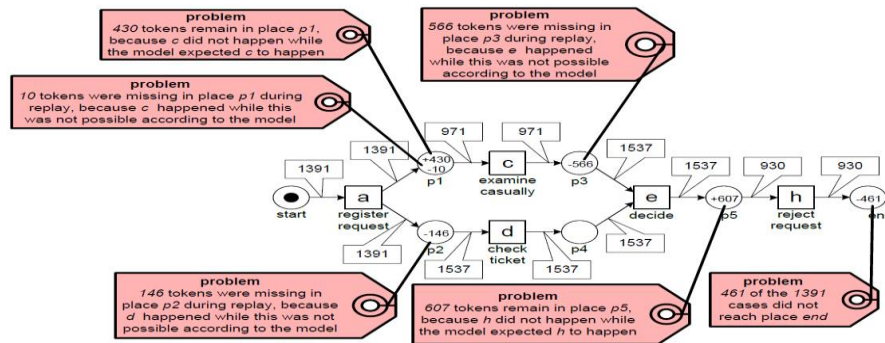 problem
430 tokens remain in place p1,
because c did not happen while
the model expected c to happen
problem
566 tokens were missing in
place p3 during replay,
because e happened
while this was not possible
according to the model
problem
10 tokens were missing in place p1 during
replay, because c happened while this
was not possible according to the model
1391
1391
971
971
1537
1537
930
930
+430
-10
p1
c
examine
casually
-566
p3
start
a
register
request
e
decide
+607
p5
h
reject
request
-461
en
1391
-146
p2
1537
d
check
ticket
1537
p4
1537
problem
146 tokens were missing in
place p2 during replay, because
d happened while this was not
possible according to the model
problem
607 tokens remain in place p5,
because h did not happen while
the model expected h to happen
problem
461 of the 1391
cases did not
reach place end